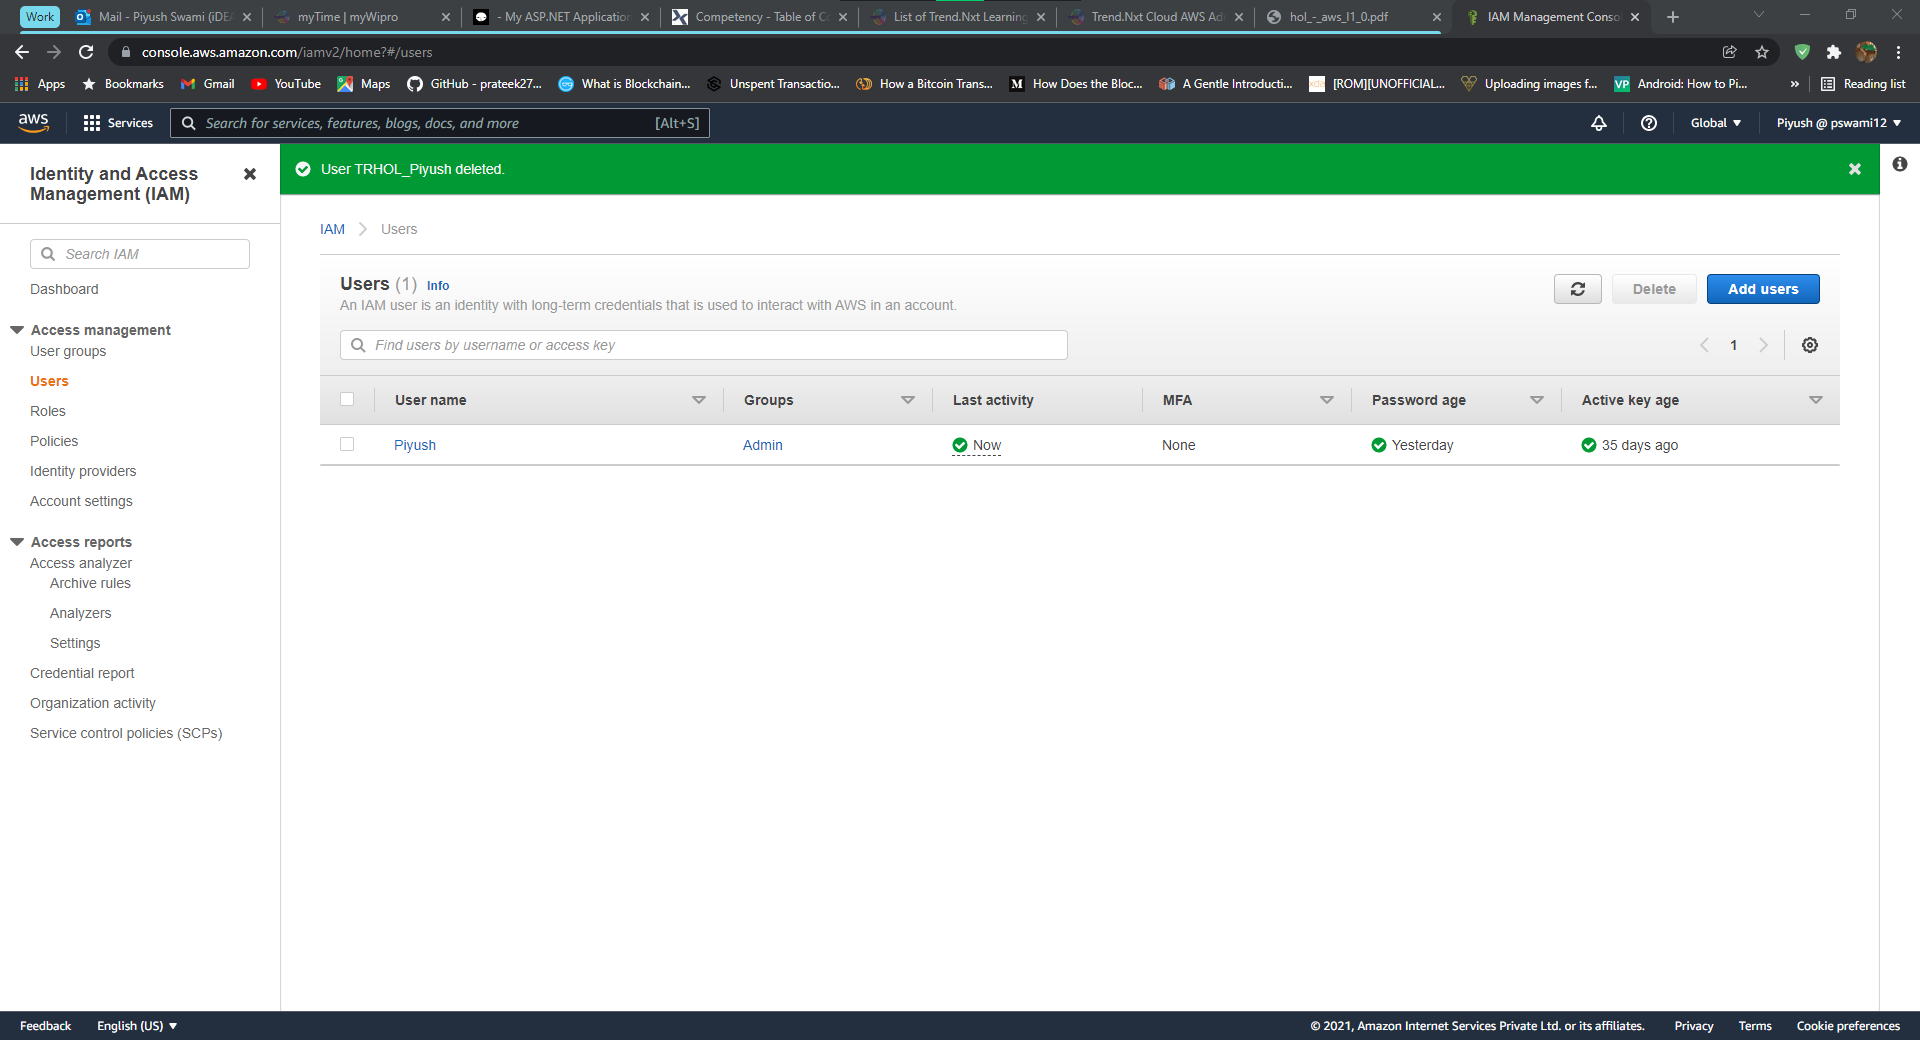 Work
Mail - Piyush Swami (iDEA
myTime | myWipro
- My ASP.NET Application
Competency - Table of Co
List of Trend.Nxt Learning
Trend.Nxt Cloud AWS Adr
hol_-_aws_l1_0.pdf
IAM Management Conso
console.aws.amazon.com/iamv2/home?#/users
Apps
Bookmarks
Gmail
YouTube
Maps
GitHub - prateek27...
What is Blockchain...
Unspent Transactio...
How a Bitcoin Trans...
M
How Does the Bloc...
A Gentle Introducti...
xda
[ROM][UNOFFICIAL...
Uploading images f...
VP
Android: How to Pi...
»
Reading list
aws
Services
Search for services, features, blogs, docs, and more
[Alt+S]
Global
Piyush @ pswami12
Identity and Access
Management (IAM)
Search IAM
Dashboard
Access management
User groups
Users
Roles
Policies
Identity providers
Account settings
Access reports
Access analyzer
Archive rules
Analyzers
Settings
Credential report
Organization activity
Service control policies (SCPs)
User TRHOL_Piyush deleted.
IAM > Users
Users (1) Info
An IAM user is an identity with long-term credentials that is used to interact with AWS in an account.
Delete
Add users
Find users by username or access key
1
User name Groups Last activity MFA Password age Active key age
Piyush Admin Now None Yesterday 35 days ago
Feedback
English (US)
© 2021, Amazon Internet Services Private Ltd. or its affiliates.
Privacy
Terms
Cookie preferences